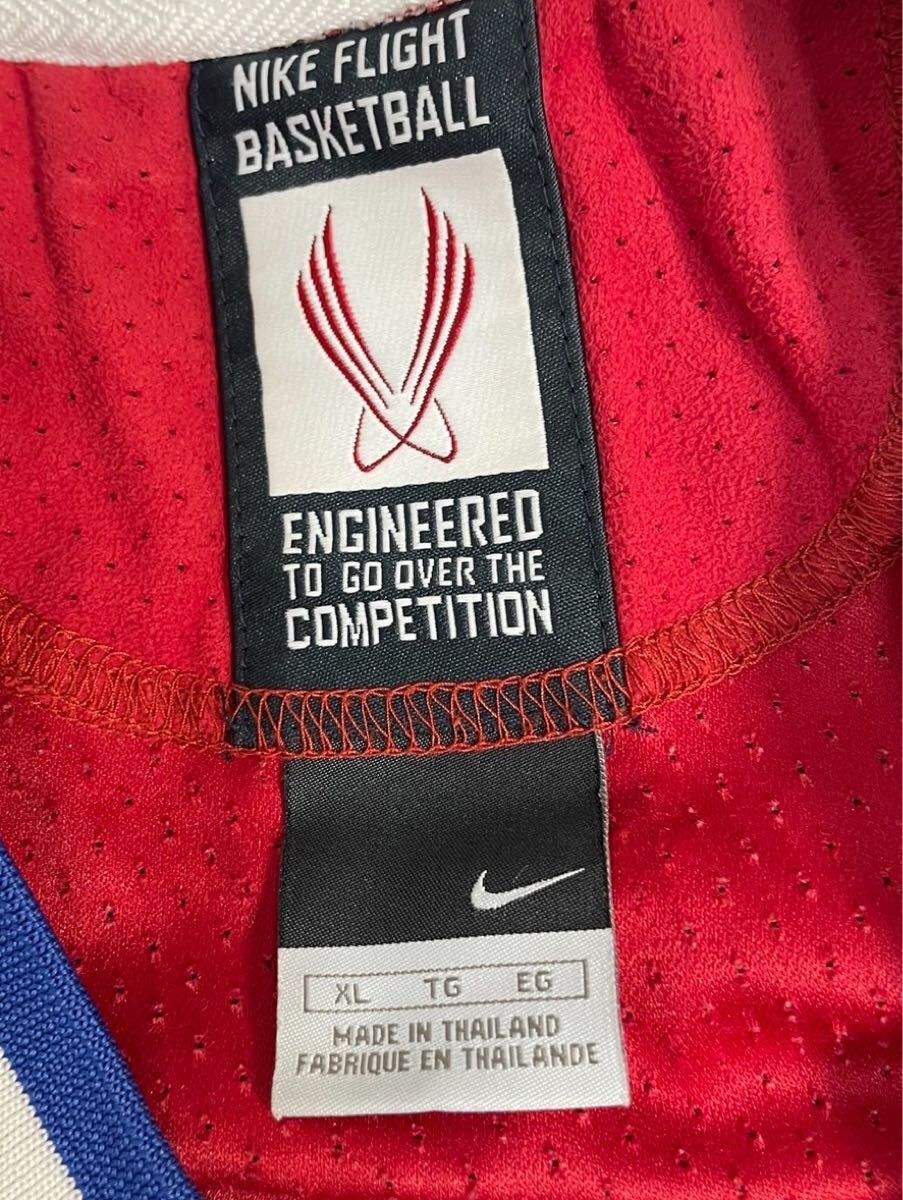 NIKE FLIGHT
BASKETBALL
ENGINEERED
TO GO OVER THE
COMPETITION
XL TG EG
MADE IN THAILAND
FABRIQUE EN THAILANDE